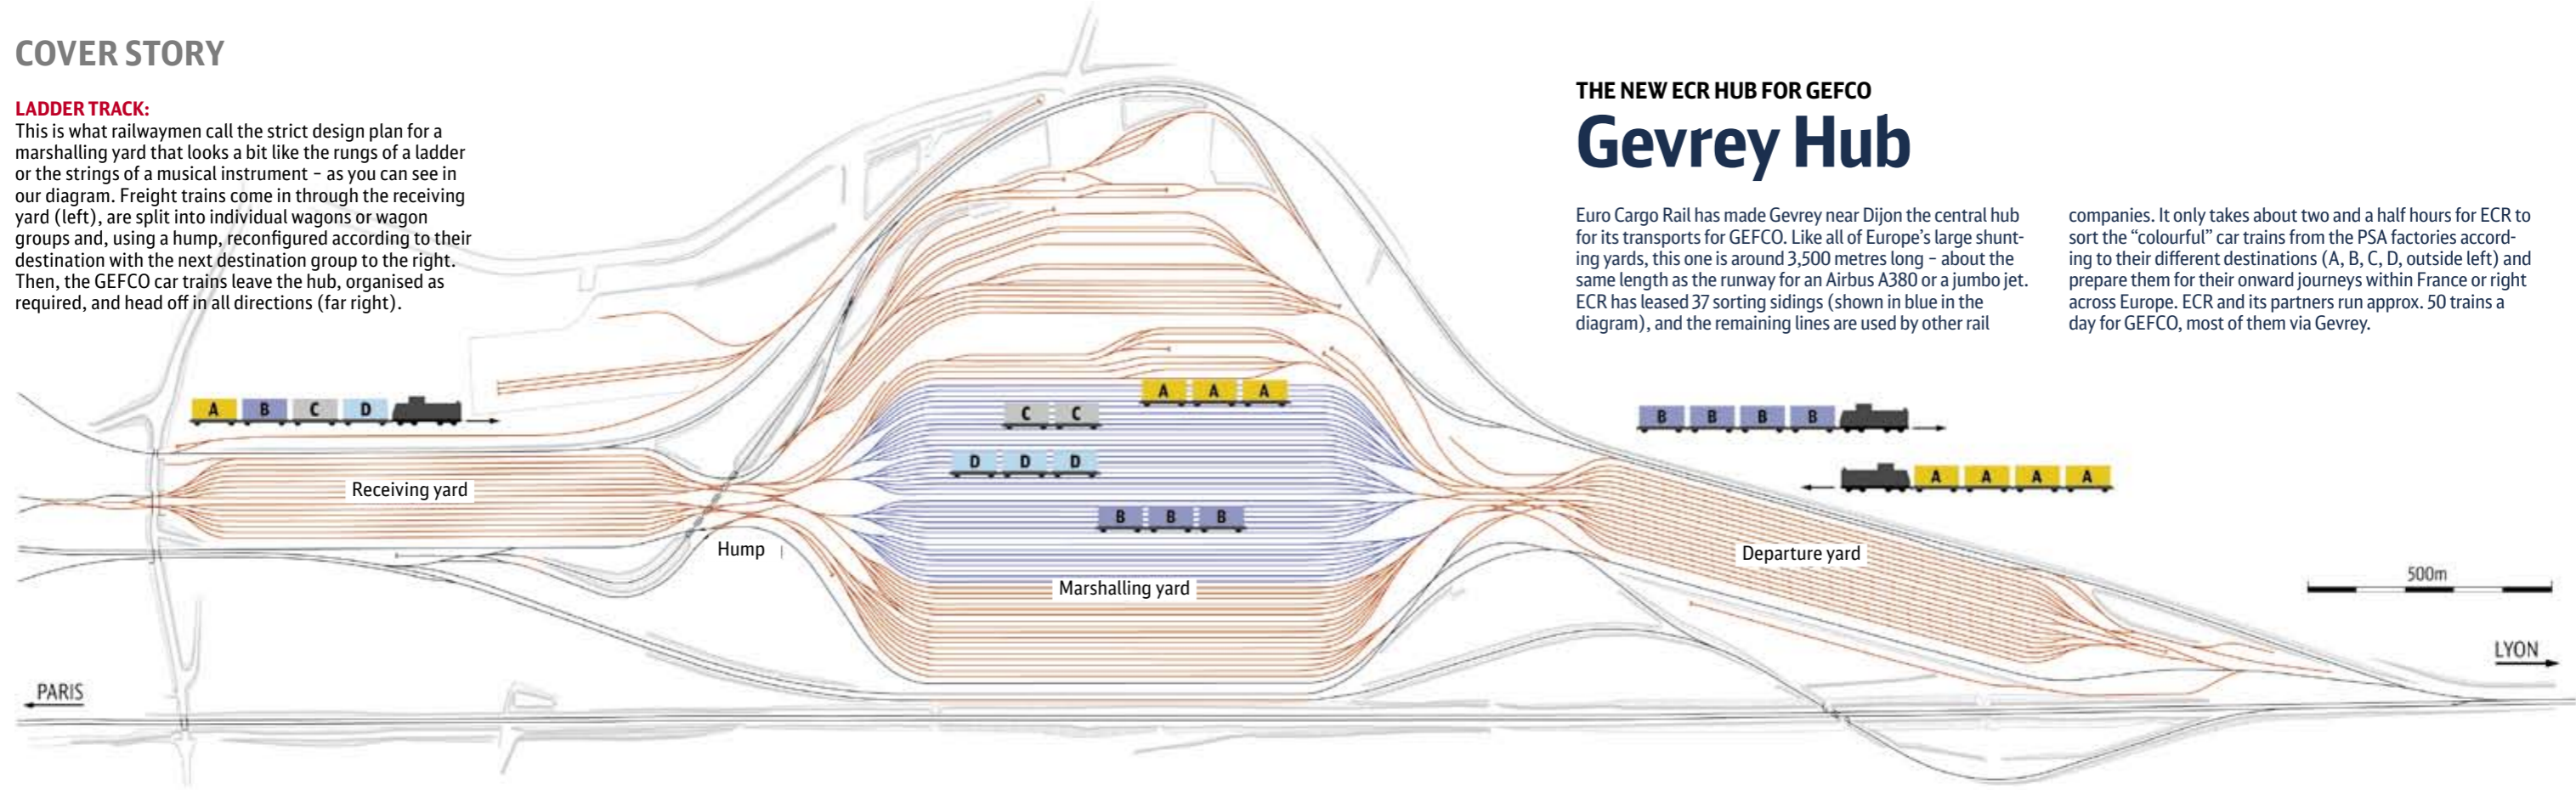 COVER STORY
LADDER TRACK:
This is what railwaymen call the strict design plan for a
marshalling yard that looks a bit like the rungs of a ladder
or the strings of a musical instrument – as you can see in
our diagram. Freight trains come in through the receiving
yard (left), are split into individual wagons or wagon
groups and, using a hump, reconfigured according to their
destination with the next destination group to the right.
Then, the GEFCO car trains leave the hub, organised as
required, and head off in all directions (far right).
THE NEW ECR HUB FOR GEFCO
Gevrey Hub
Euro Cargo Rail has made Gevrey near Dijon the central hub
for its transports for GEFCO. Like all of Europe's large shunt-
ing yards, this one is around 3,500 metres long – about the
same length as the runway for an Airbus A380 or a jumbo jet.
ECR has leased 37 sorting sidings (shown in blue in the
diagram), and the remaining lines are used by other rail
companies. It only takes about two and a half hours for ECR to
sort the “colourful” car trains from the PSA factories accord-
ing to their different destinations (A, B, C, D, outside left) and
prepare them for their onward journeys within France or right
across Europe. ECR and its partners run approx. 50 trains a
day for GEFCO, most of them via Gevrey.
A B C D
A A A
C C
D D D
B B B
B B B B
A A A A
Receiving yard
Hump
Marshalling yard
Departure yard
500m
LYON
PARIS